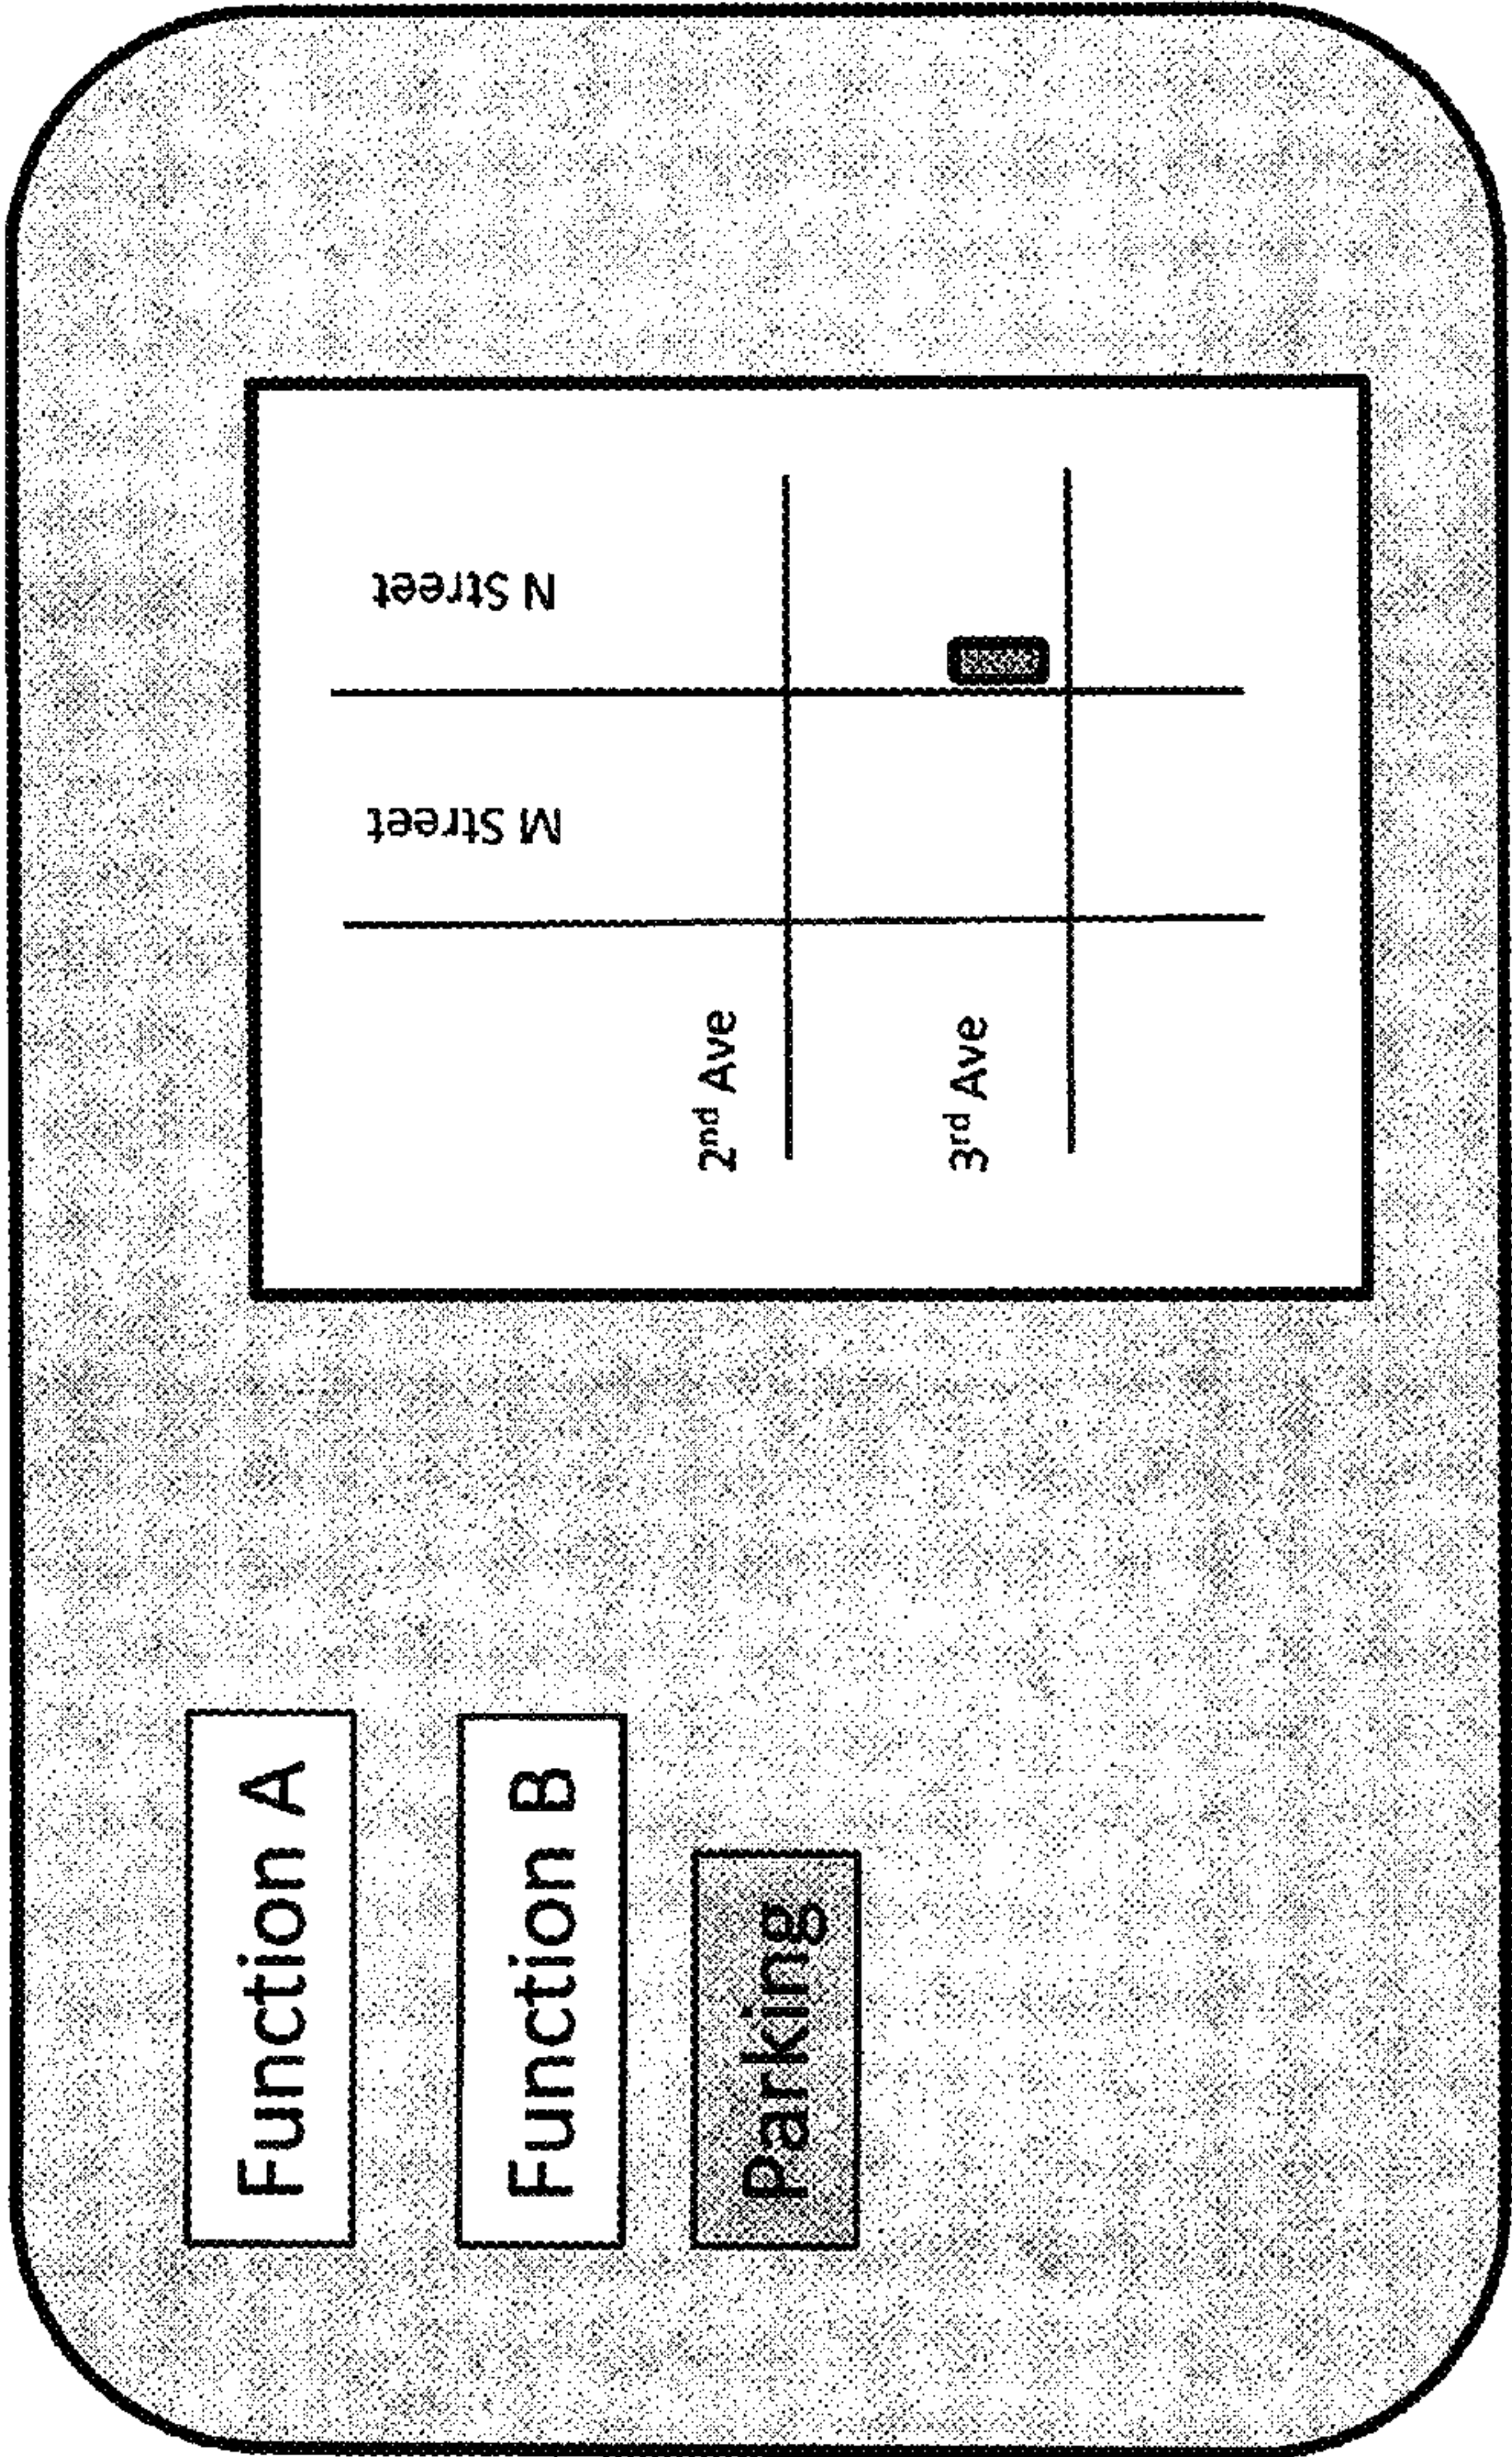 Function A
Function B
Parking
M Street
N Street
2nd Ave
3rd Ave